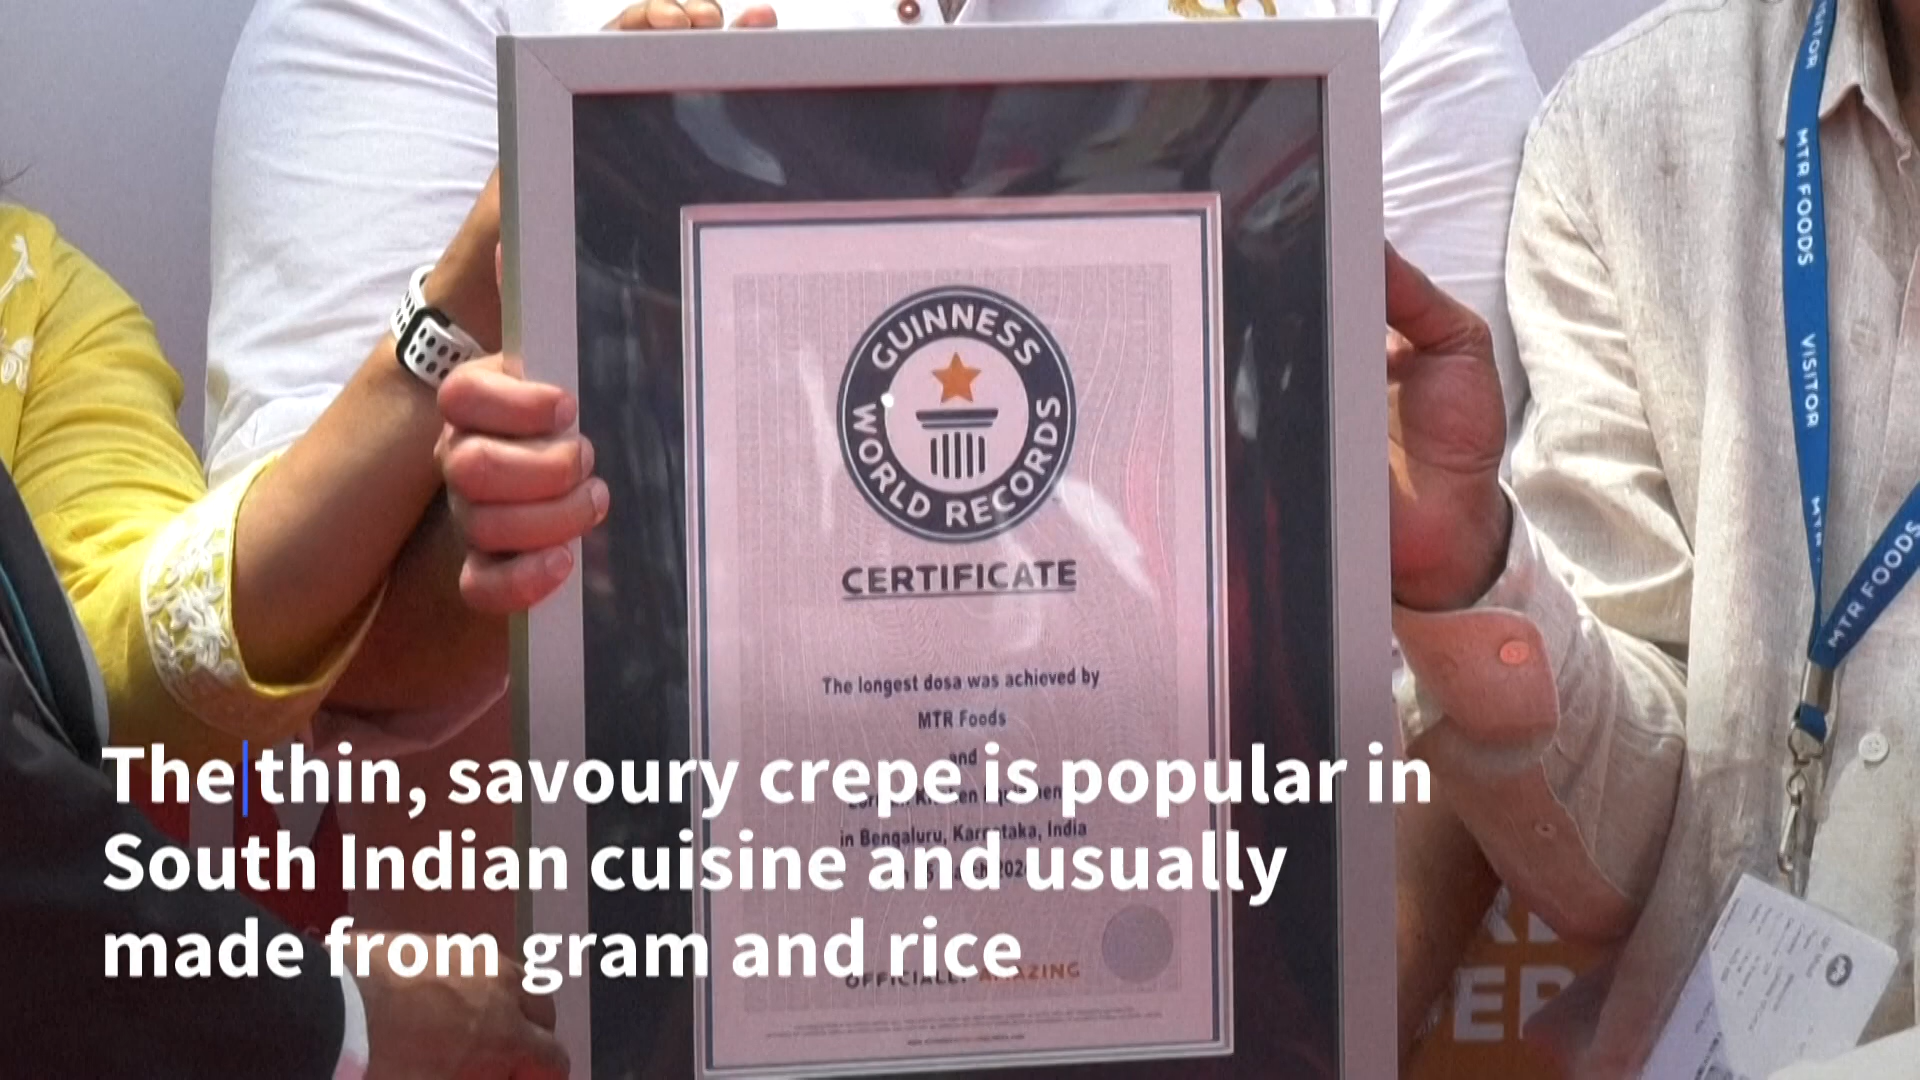 GUINNESS
WORLD RECORDS
CERTIFICATE
The longest dosa was achieved by
MTR Foods
and
in Bengaluru, Karnataka, India
OFFICIALLY AMAZING
The thin, savoury crepe is popular in
South Indian cuisine and usually
made from gram and rice
VISITOR
MTR FOODS
VISITOR
MTR FOODS